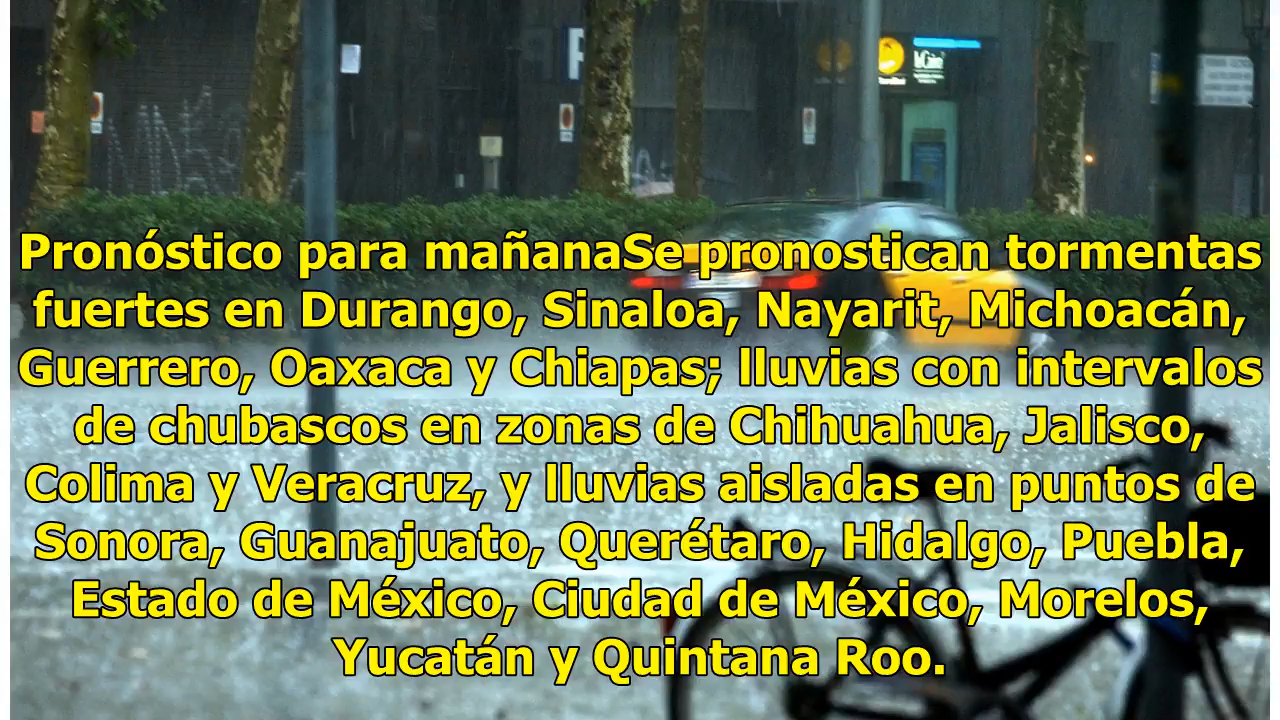 Pronóstico para mañanaSe pronostican tormentas
fuertes en Durango, Sinaloa, Nayarit, Michoacán,
Guerrero, Oaxaca y Chiapas; lluvias con intervalos
de chubascos en zonas de Chihuahua, Jalisco,
Colima y Veracruz, y lluvias aisladas en puntos de
Sonora, Guanajuato, Querétaro, Hidalgo, Puebla,
Estado de México, Ciudad de México, Morelos,
Yucatán y Quintana Roo.